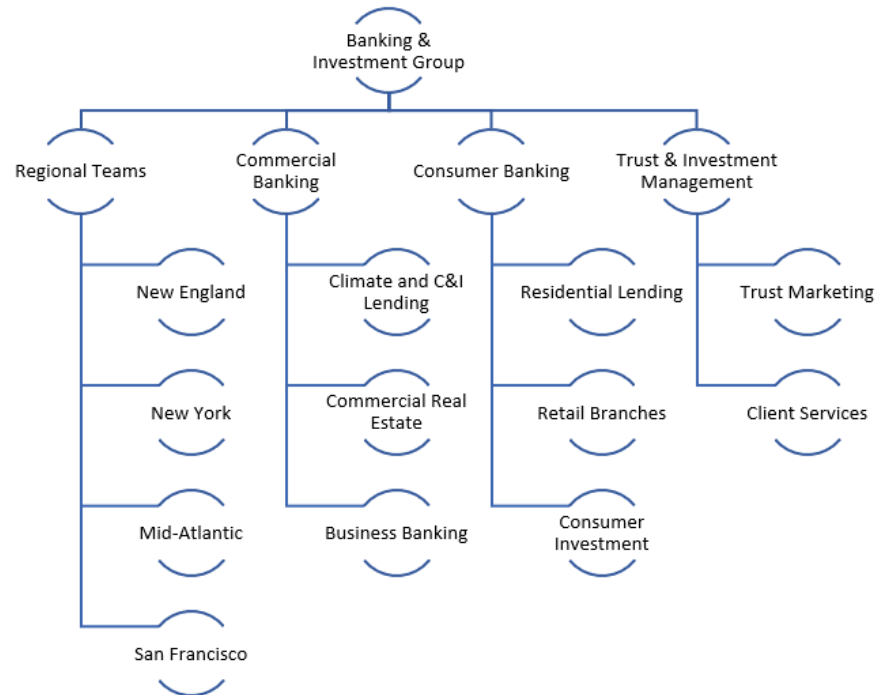 Banking &
Investment Group
Regional Teams
Commercial
Banking
Consumer Banking
Trust & Investment
Management
New England
Climate and C&I
Lending
Residential Lending
Trust Marketing
New York
Commercial Real
Estate
Retail Branches
Client Services
Mid-Atlantic
Business Banking
Consumer
Investment
San Francisco